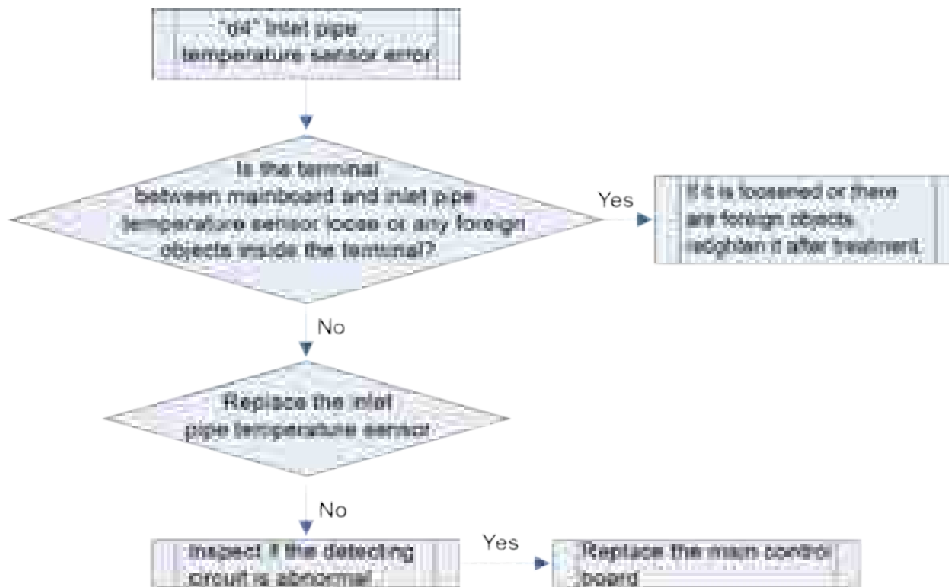 "d4" Inlet pipe
temperature sensor error
Is the terminal
between mainboard and inlet pipe
temperature sensor loose or any foreign
objects inside the terminal?
Yes
If it is loosened or there
are foreign objects,
retighten it after treatment.
No
Replace the inlet
pipe temperature sensor
No
Inspect if the detecting
circuit is abnormal
Yes
Replace the main control
board